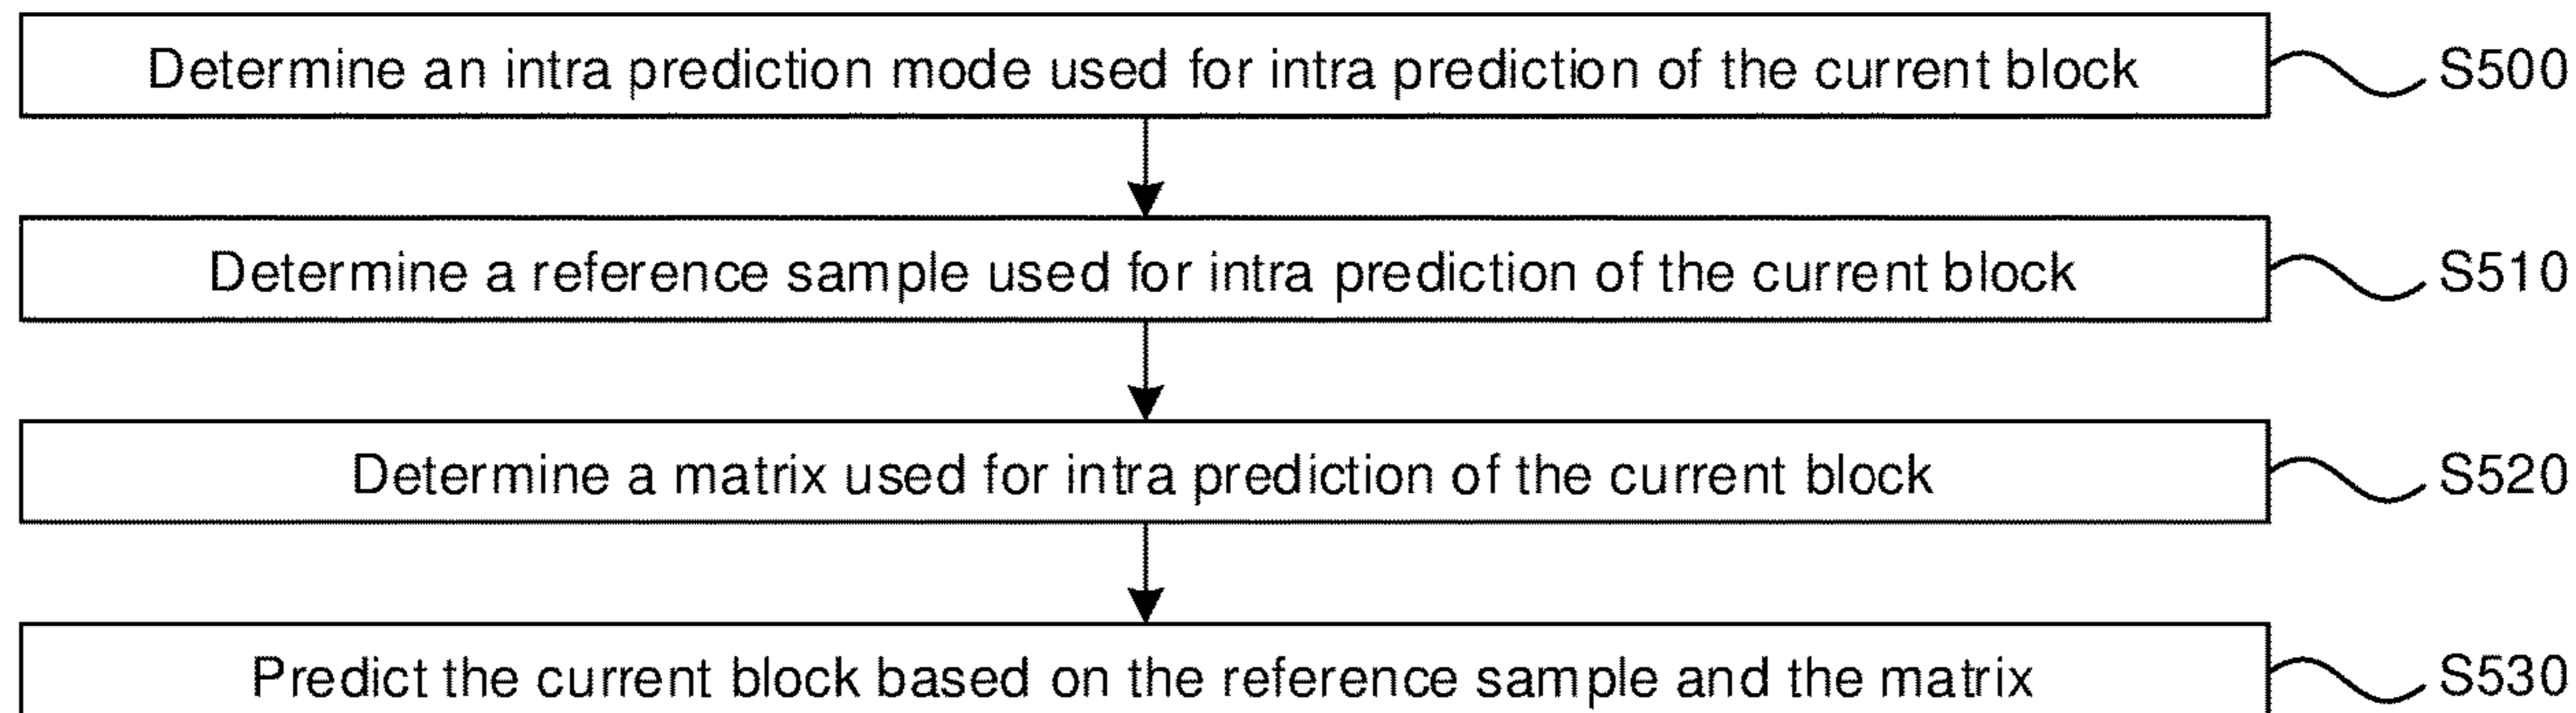 Determine an intra prediction mode used for intra prediction of the current block S500
Determine a reference sample used for intra prediction of the current block S510
Determine a matrix used for intra prediction of the current block S520
Predict the current block based on the reference sample and the matrix S530